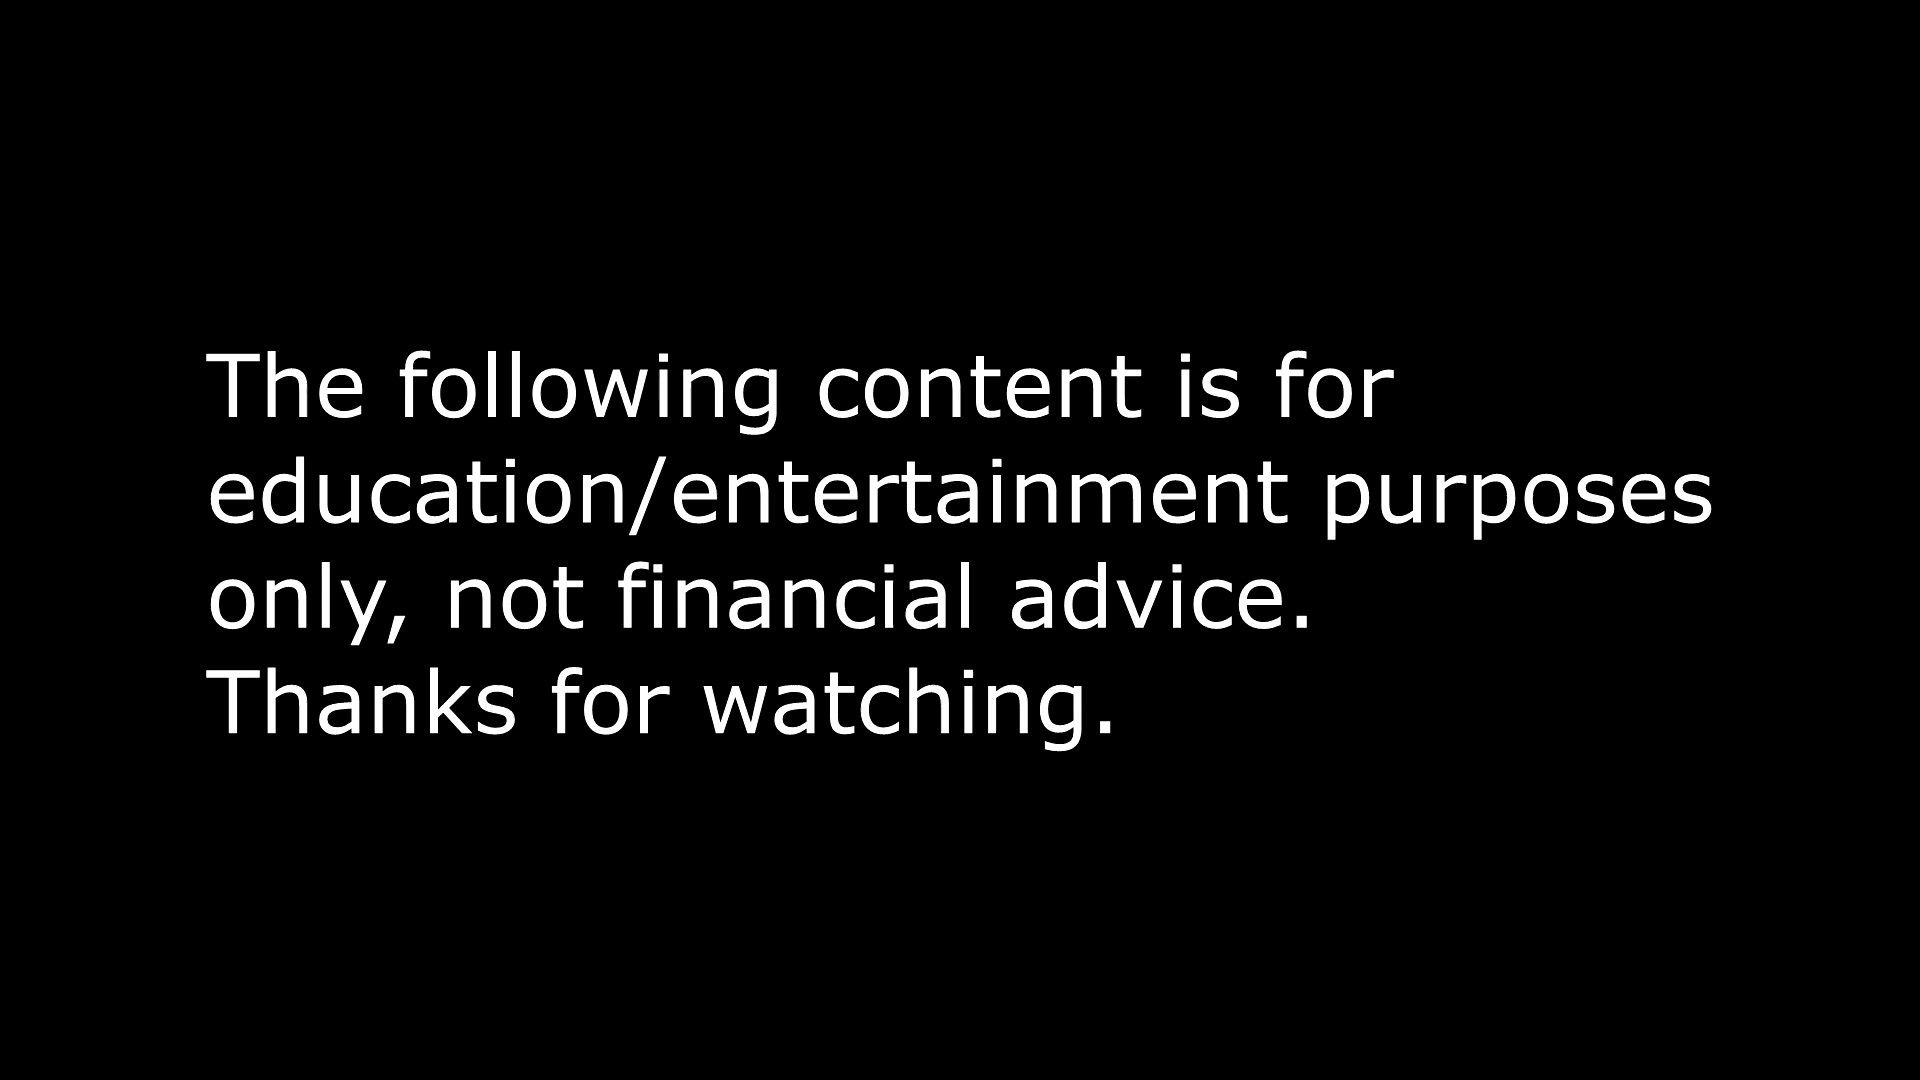 The following content is for
education/entertainment purposes
only, not financial advice.
Thanks for watching.